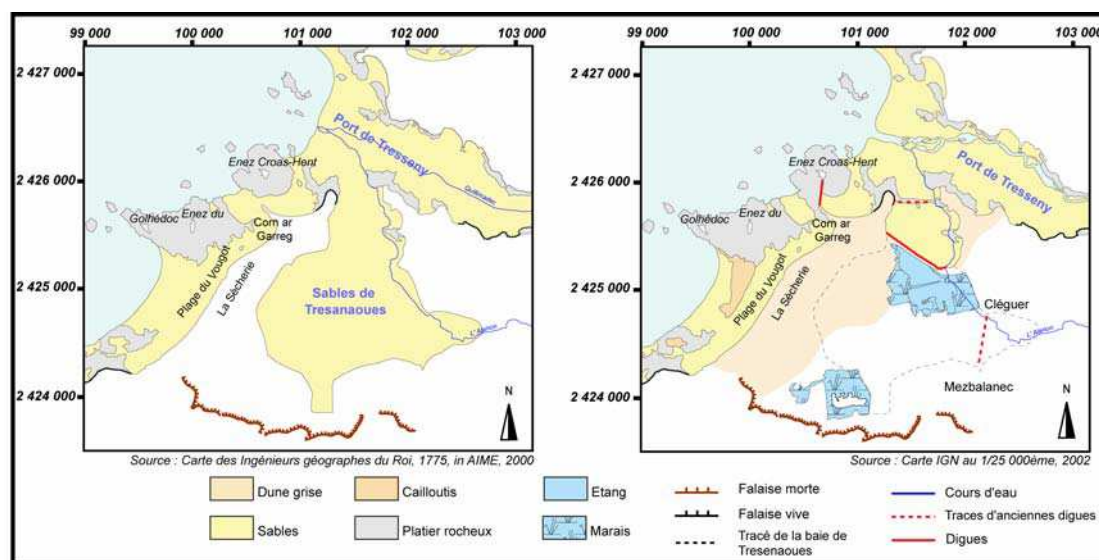 99 000 100 000 101 000 102 000 103 000
2 427 000
2 426 000
2 425 000
2 424 000
Port de Tresseny
Enez Croas-Hent
Golhédoc
Enez du
Corn ar
Garreg
Plage du Vougot
La Sècherie
Sables de
Tresanaoues
N
Source : Carte des Ingénieurs géographes du Roi, 1775, in AIME, 2000
99 000 100 000 101 000 102 000 103 000
2 427 000
2 426 000
2 425 000
2 424 000
Port de Tresseny
Enez Croas-Hent
Golhédoc
Enez du
Corn ar
Garreg
Plage du Vougot
La Sècherie
Cléguer
Mezbalanec
N
Source : Carte IGN au 1/25 000ème, 2002
Dune grise
Cailloutis
Etang
Sables
Platier rocheux
Marais
Falaise morte
Falaise vive
Tracé de la baie de
Tresenaoues
Cours d'eau
Traces d'anciennes digues
Digues